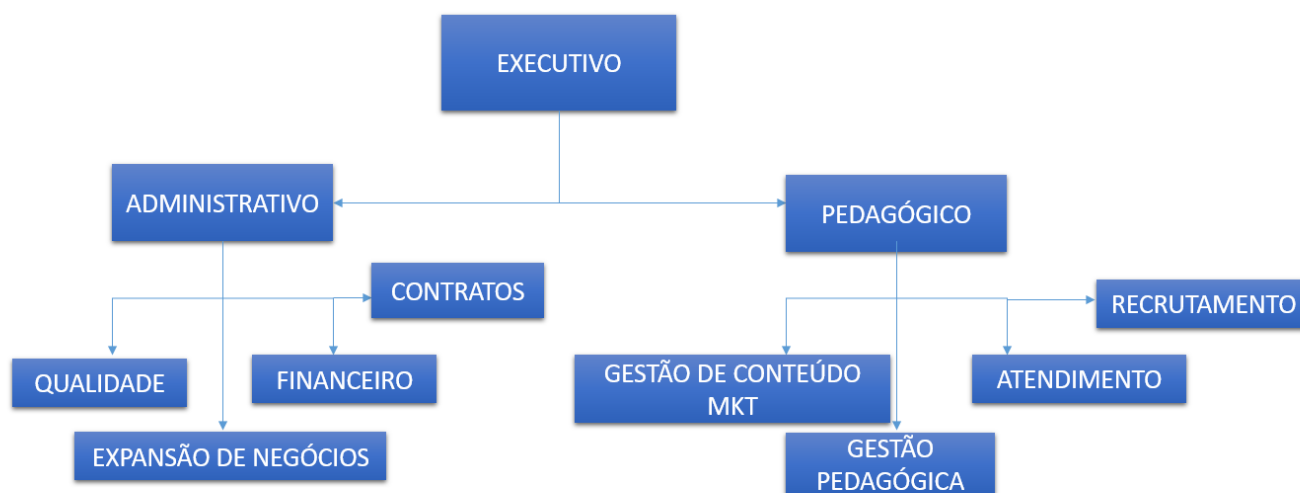 EXECUTIVO
ADMINISTRATIVO
PEDAGÓGICO
CONTRATOS
RECRUTAMENTO
QUALIDADE
FINANCEIRO
GESTÃO DE CONTEÚDO
MKT
ATENDIMENTO
EXPANSÃO DE NEGÓCIOS
GESTÃO
PEDAGÓGICA